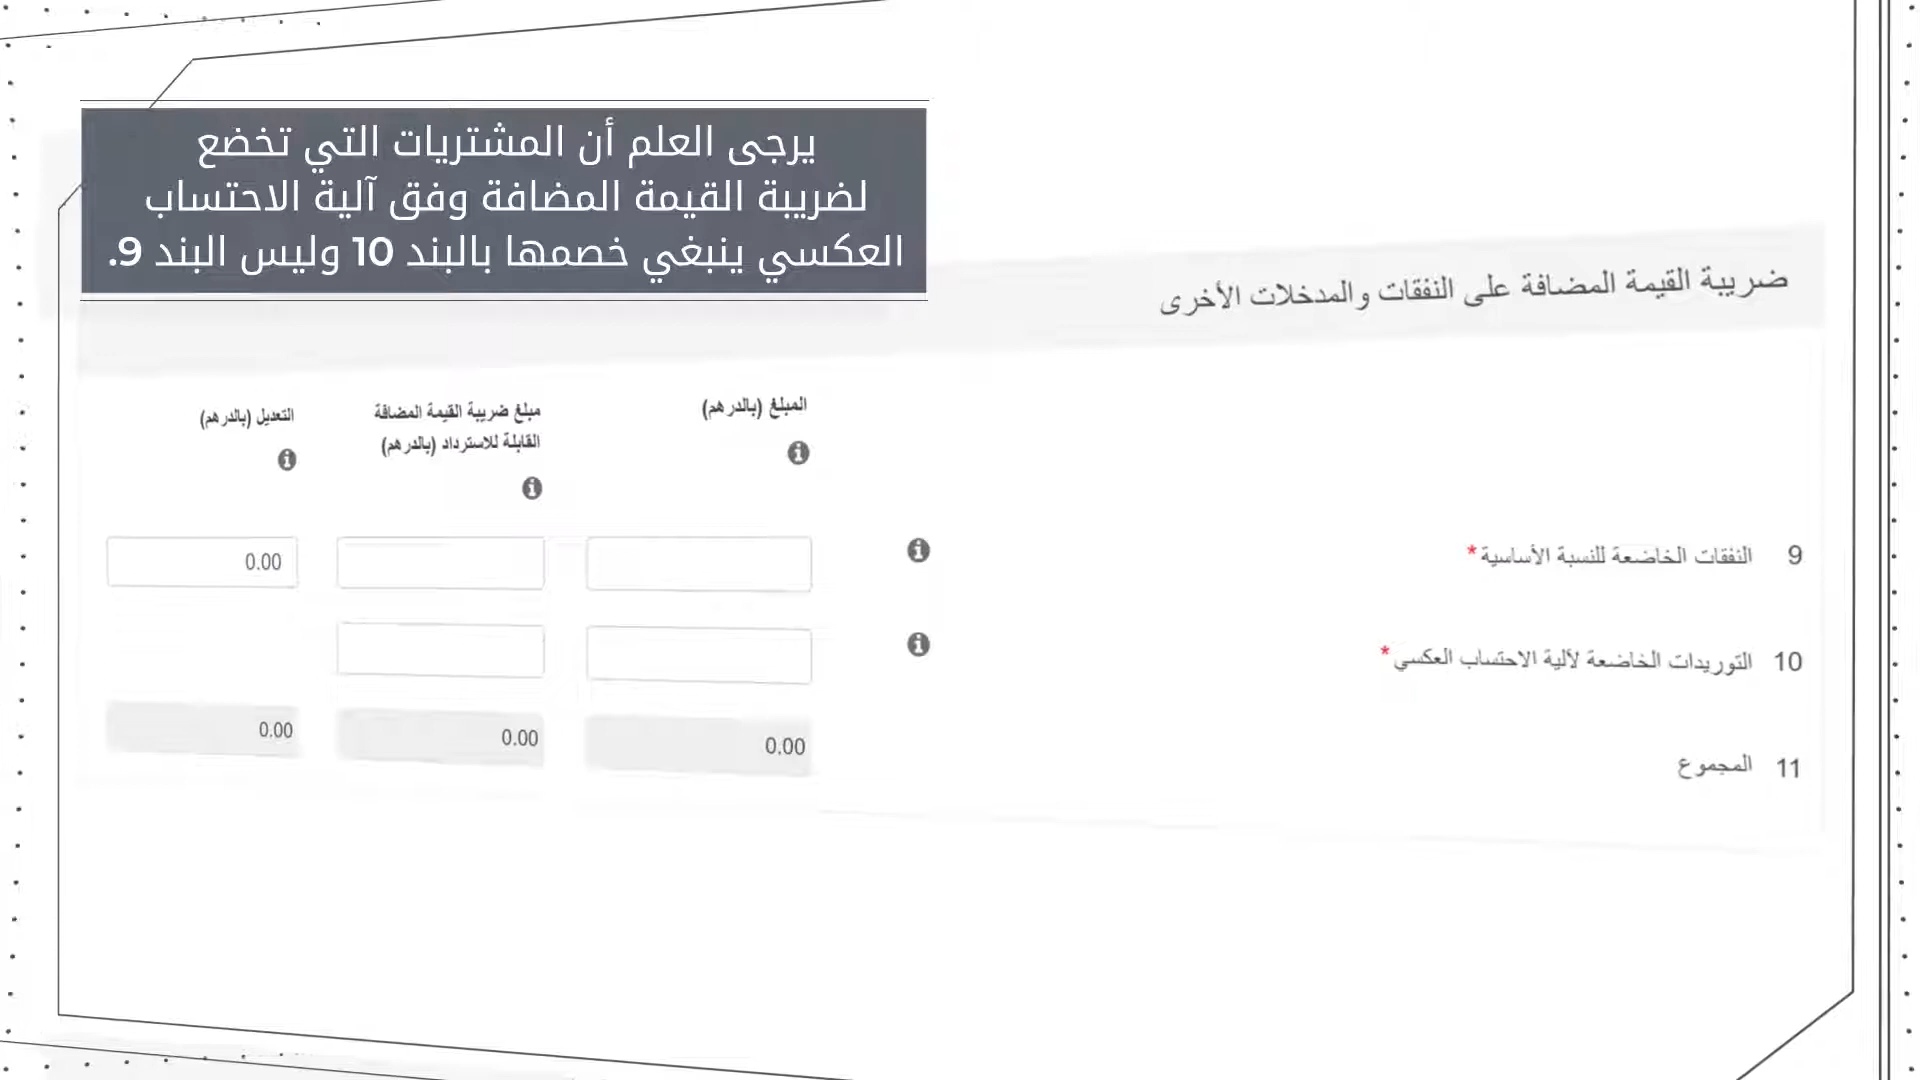 يرجى العلم أن المشتريات التي تخضع
لضريبة القيمة المضافة وفق آلية الاحتساب
العكسي ينبغي خصمها بالبند 10 وليس البند 9.
ضريبة القيمة المضافة على النفقات والمدخلات الأخرى
المبلغ (بالدرهم)
مبلغ ضريبة القيمة المضافة
القابلة للاسترداد (بالدرهم)
التعديل (بالدرهم)
9 النفقات الخاضعة للنسبة الأساسية* 0.00
10 التوريدات الخاضعة لآلية الاحتساب العكسي*
11 المجموع 0.00 0.00 0.00